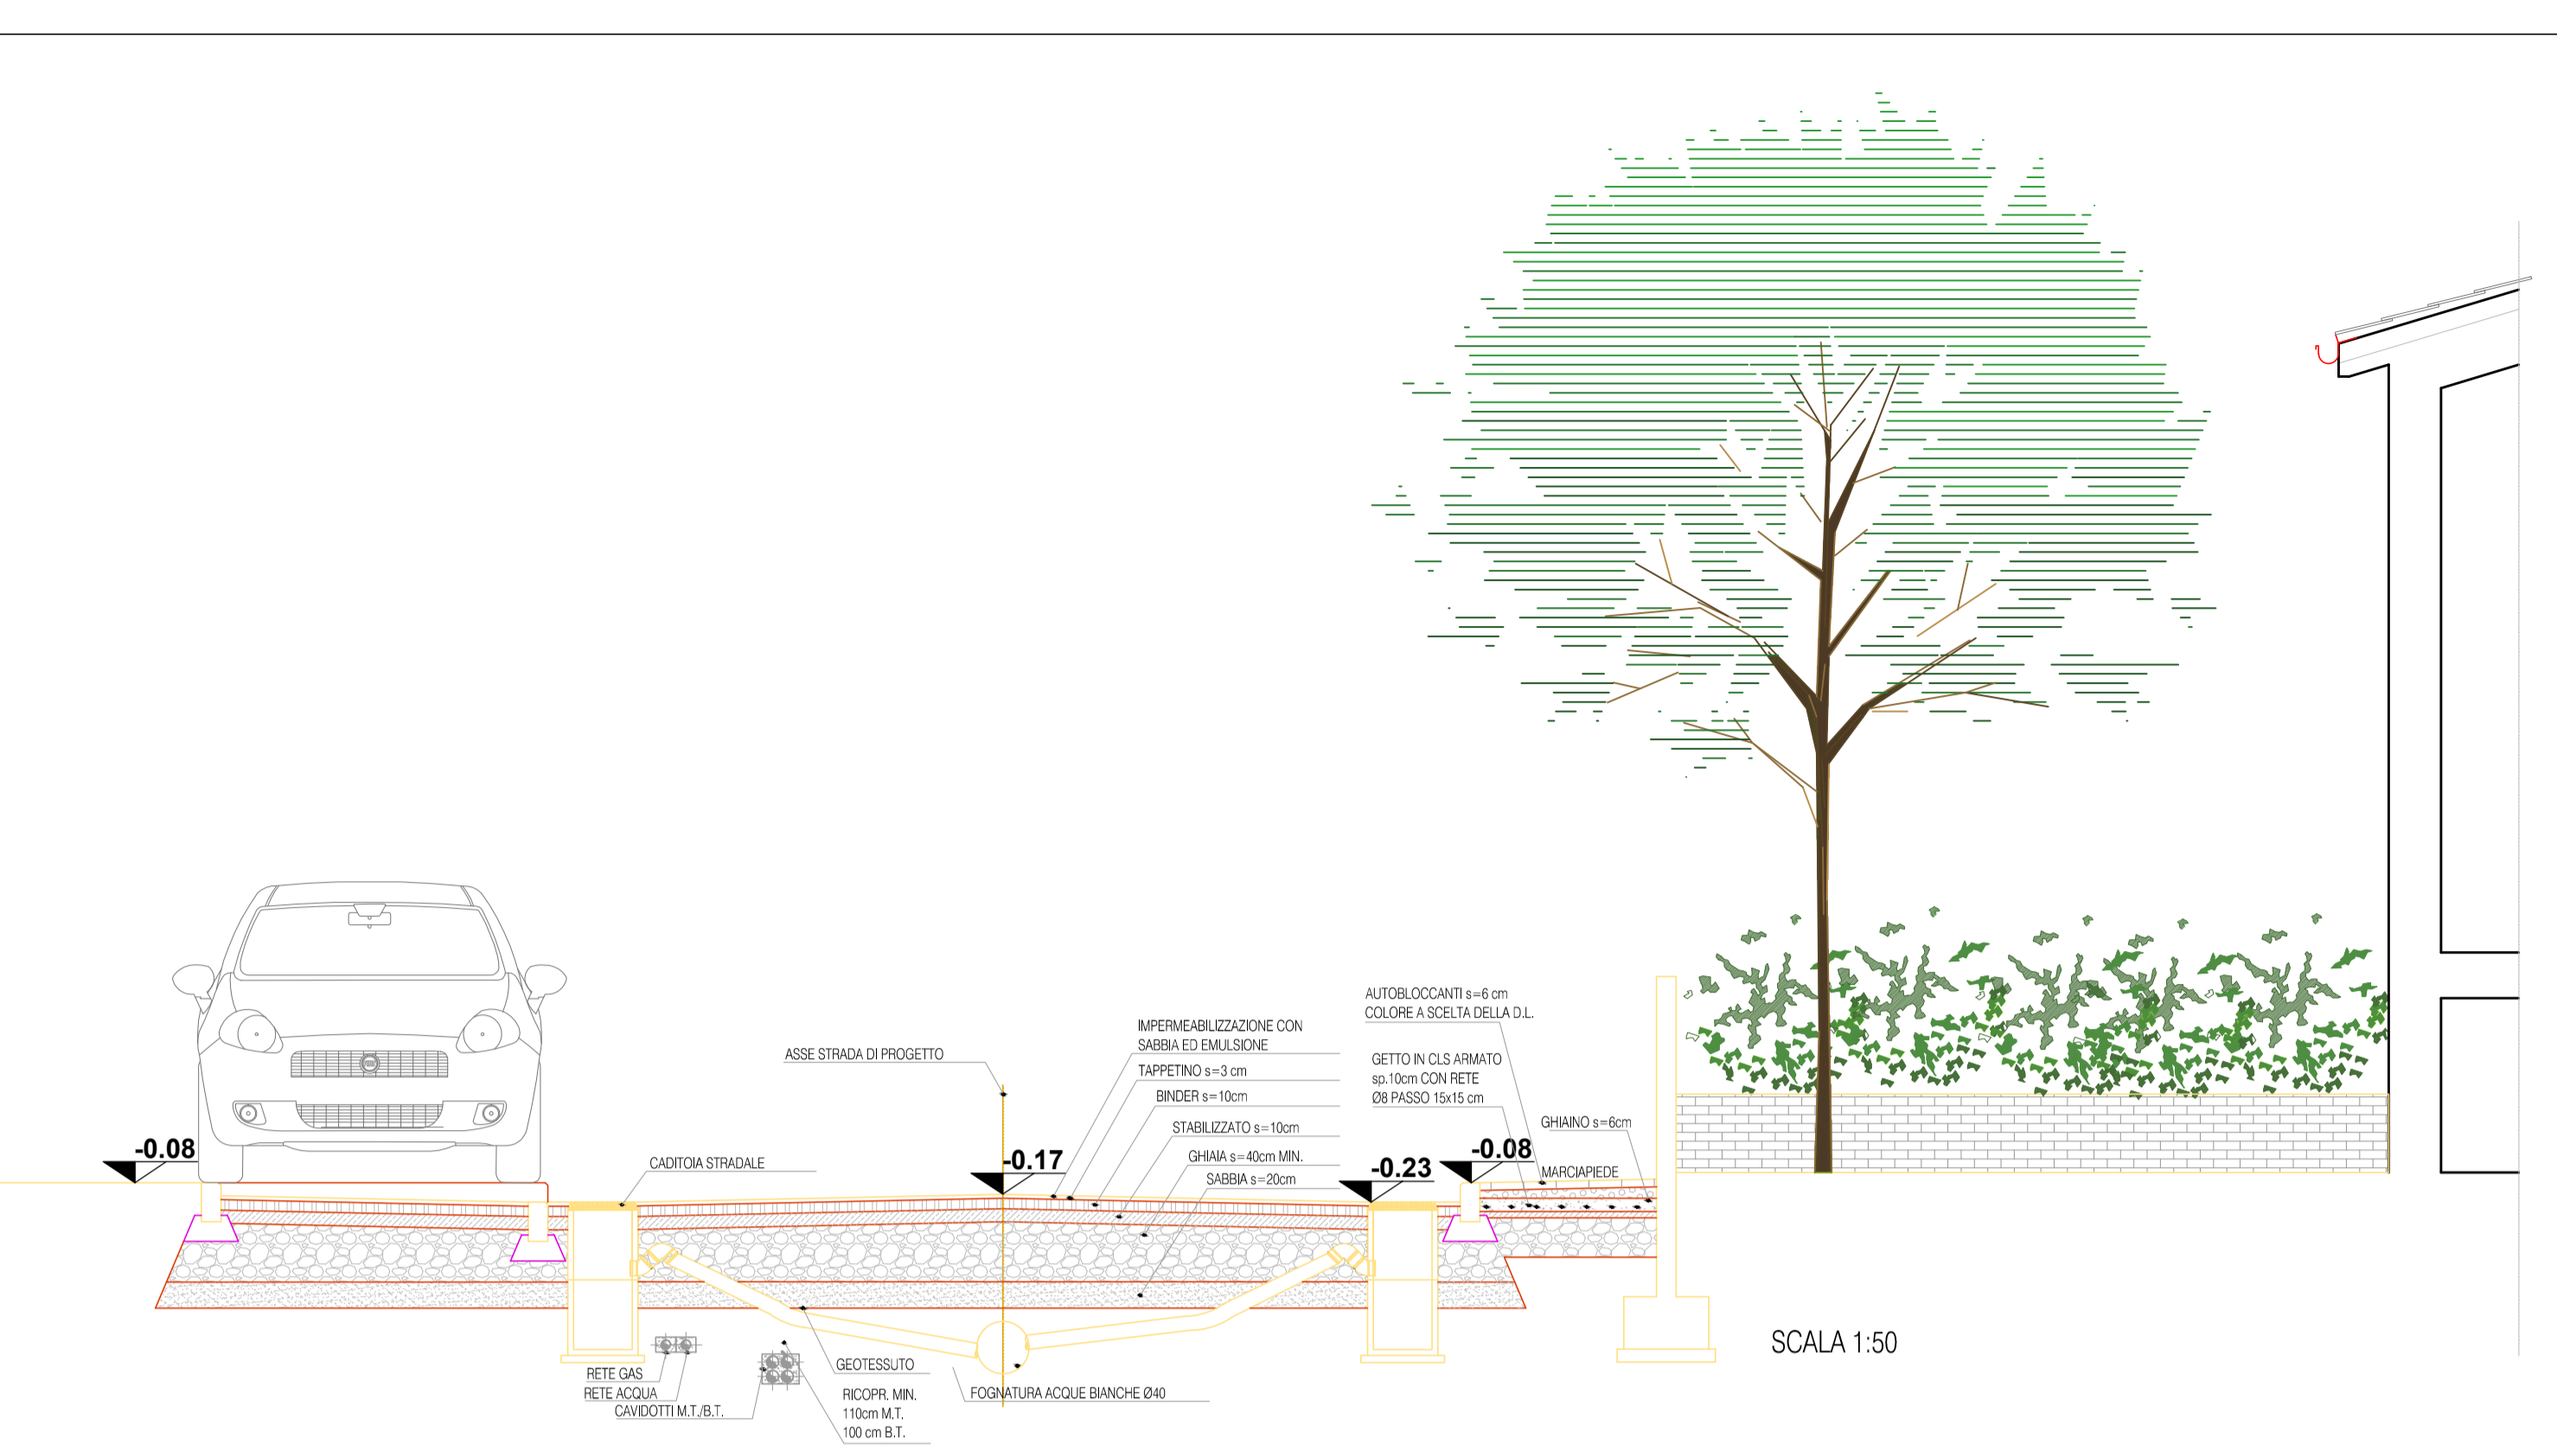 AUTOBLOCCANTI s=6 cm
COLORE A SCELTA DELLA D.L.
IMPERMEABILIZZAZIONE CON
SABBIA ED EMULSIONE
ASSE STRADA DI PROGETTO
TAPPETINO s=3 cm
GETTO IN CLS ARMATO
sp.10cm CON RETE
Ø8 PASSO 15x15 cm
BINDER s=10cm
STABILIZZATO s=10cm
GHIAINO s=6cm
-0.08
CADITOIA STRADALE
-0.17
GHIAIA s=40cm MIN.
-0.23
-0.08
MARCIAPIEDE
SABBIA s=20cm
SCALA 1:50
RETE GAS
RETE ACQUA
CAVIDOTTI M.T./B.T.
GEOTESSUTO
RICOPR. MIN.
110cm M.T.
100 cm B.T.
FOGNATURA ACQUE BIANCHE Ø40